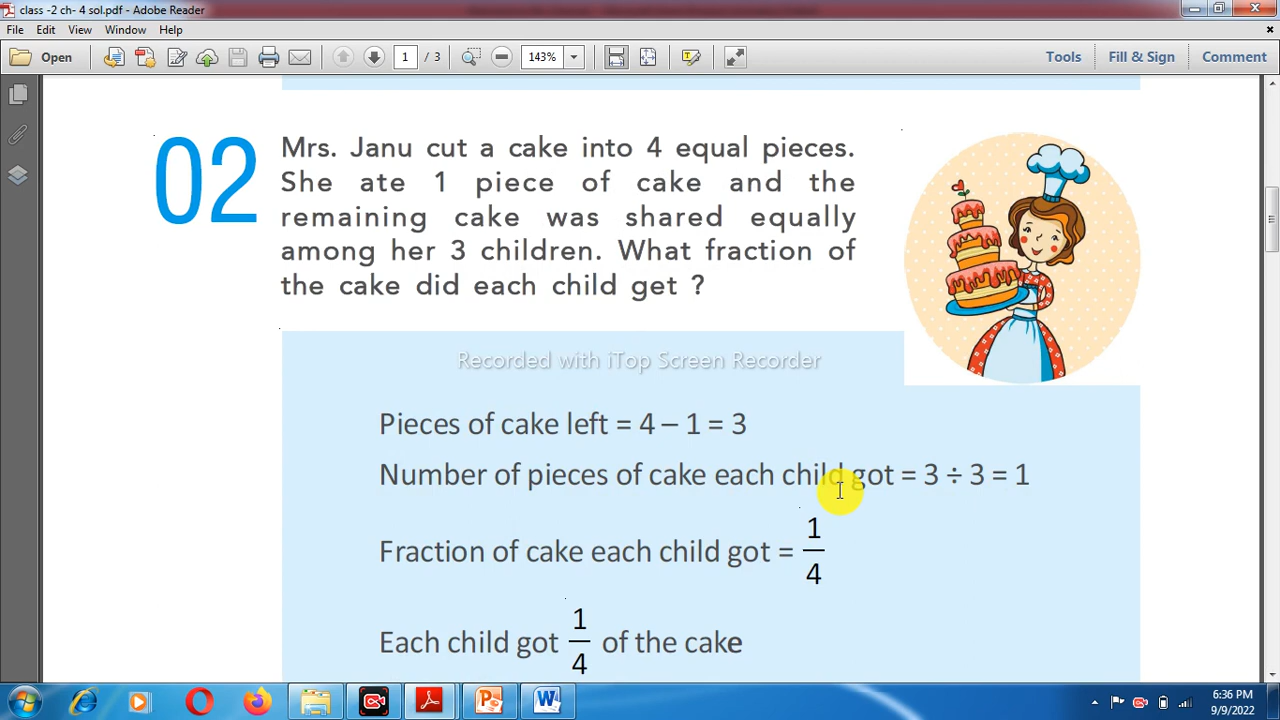 class -2 ch- 4 sol.pdf - Adobe Reader
File Edit View Window Help
Open 1 / 3 143% Tools Fill & Sign Comment
02
Mrs. Janu cut a cake into 4 equal pieces.
She ate 1 piece of cake and the
remaining cake was shared equally
among her 3 children. What fraction of
the cake did each child get ?
Recorded with iTop Screen Recorder
Pieces of cake left = 4 – 1 = 3
Number of pieces of cake each child got = 3 ÷ 3 = 1
Fraction of cake each child got = 1/4
Each child got 1/4 of the cake
6:36 PM
9/9/2022